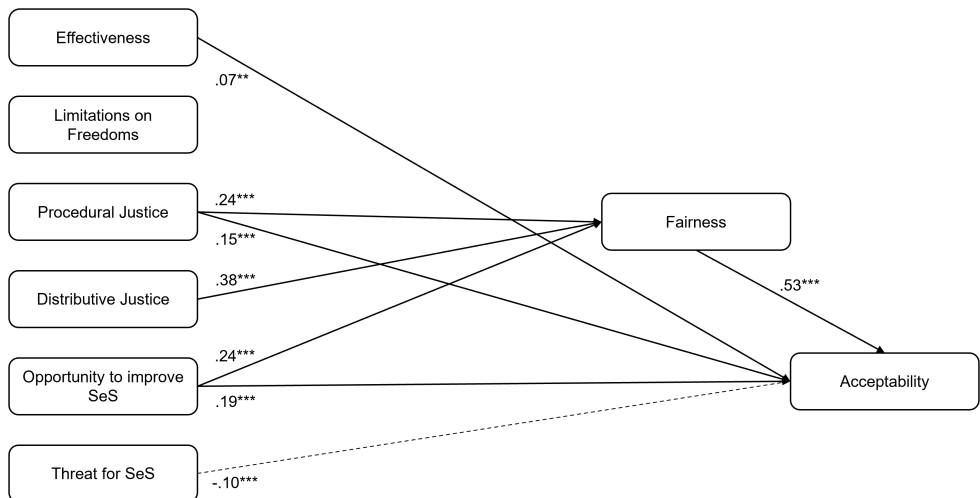 Effectiveness
.07**
Limitations on
Freedoms
Procedural Justice
.24***
.15***
Fairness
Distributive Justice
.38***
.53***
Opportunity to improve
SeS
.24***
.19***
Acceptability
Threat for SeS
-.10***